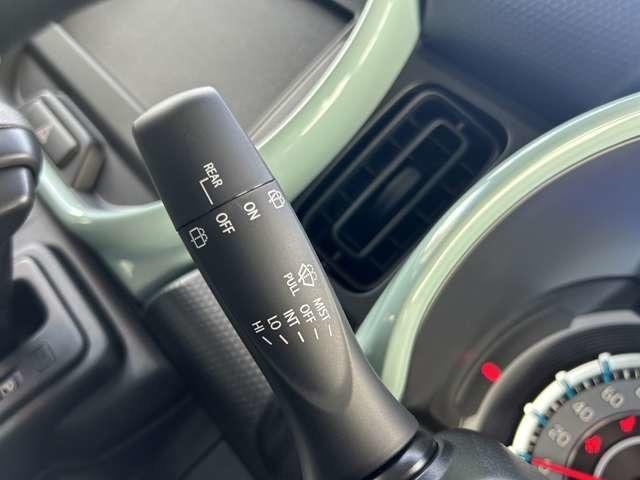 REAR
OFF ON
PULL
MIST
OFF
INT
LO
HI